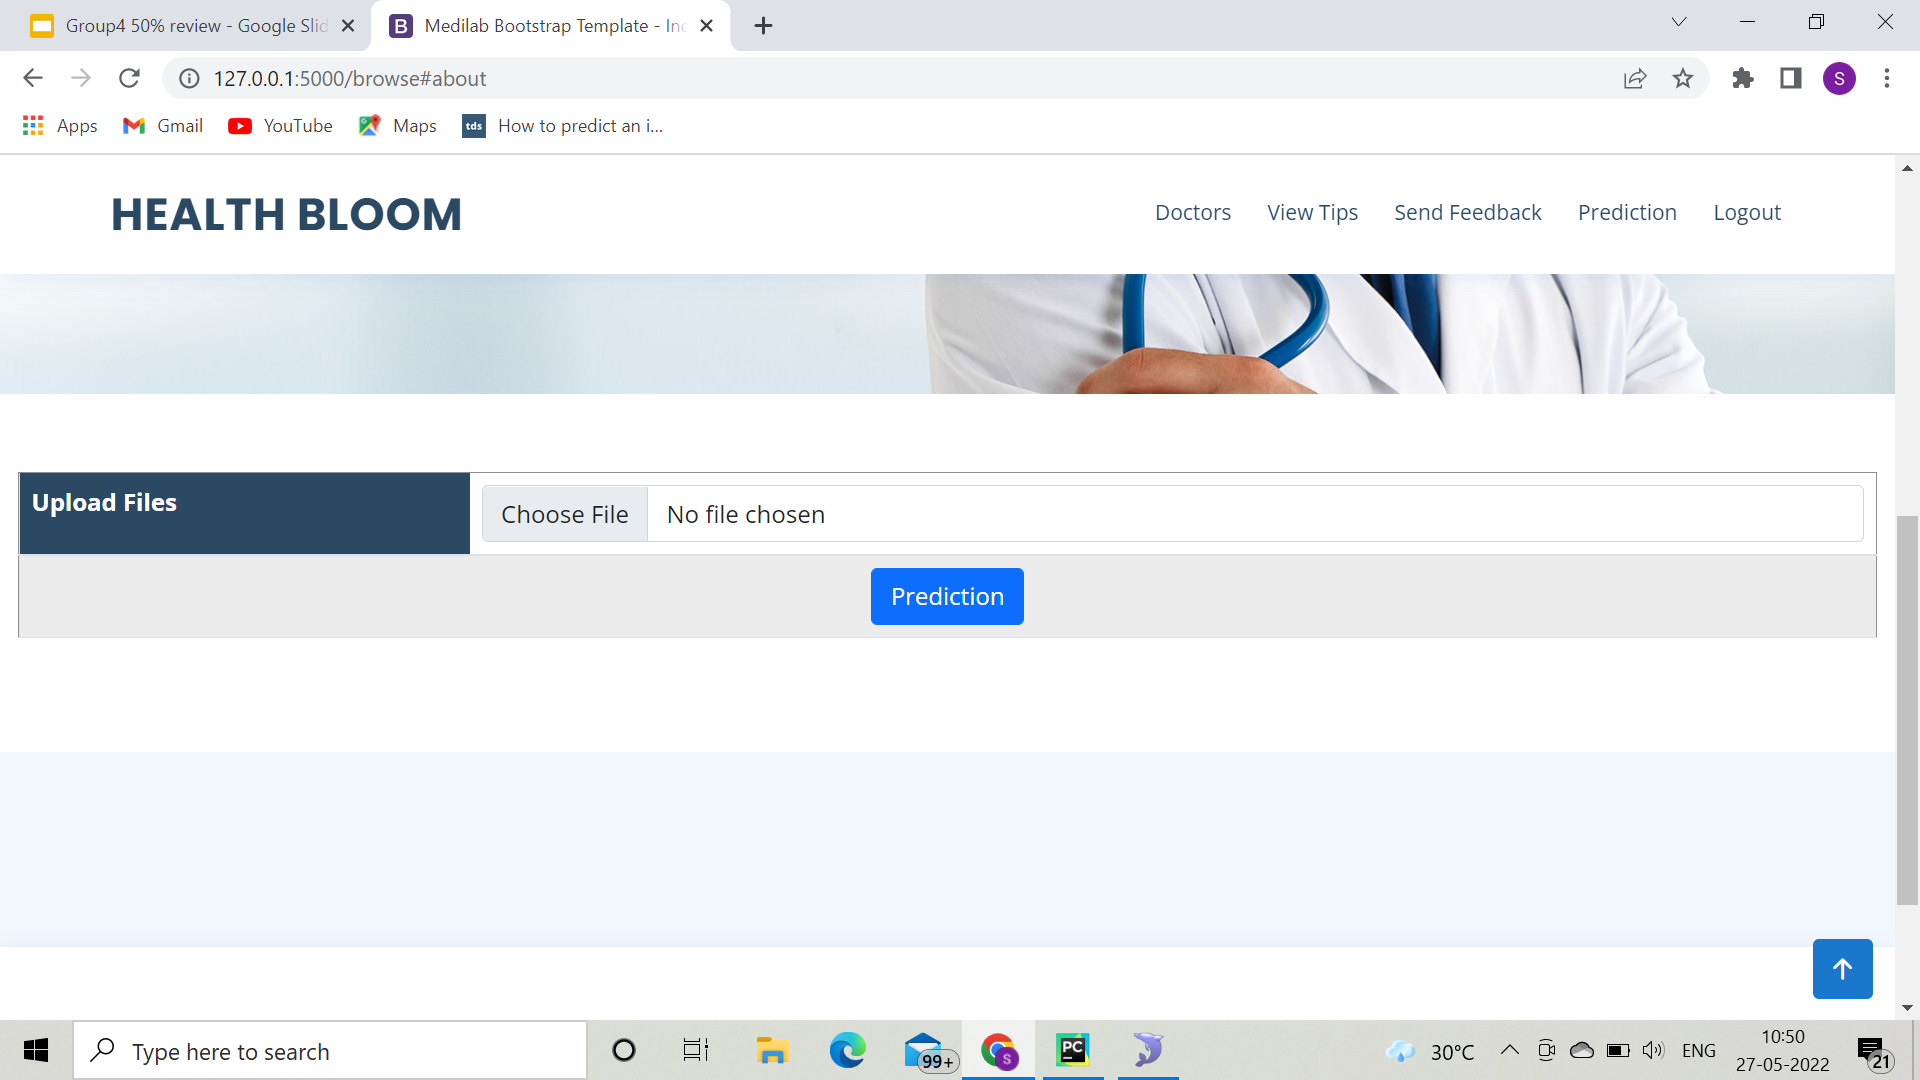 Group4 50% review - Google Slid
Medilab Bootstrap Template - Inc
127.0.0.1:5000/browse#about
S
Apps
Gmail
YouTube
Maps
tds
How to predict an i...
HEALTH BLOOM
Doctors
View Tips
Send Feedback
Prediction
Logout
Upload Files
Choose File
No file chosen
Prediction
Type here to search
99+
S
PC
30°C
ENG
10:50
27-05-2022
21